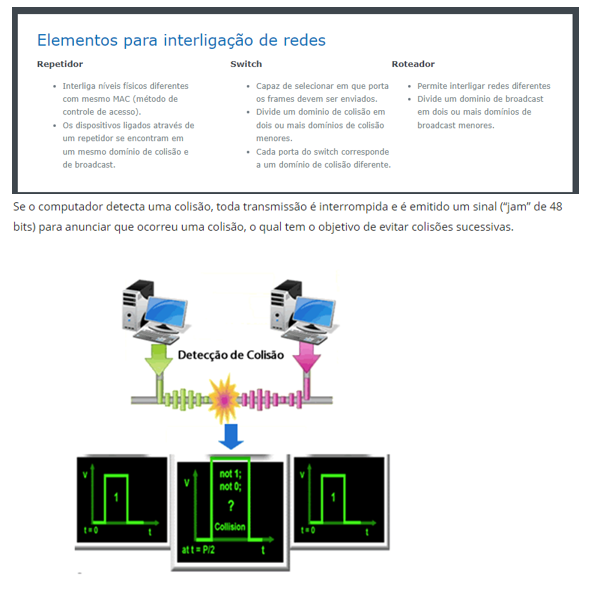 Elementos para interligação de redes
Repetidor
Interliga níveis físicos diferentes
com mesmo MAC (método de
controle de acesso).
Os dispositivos ligados através de
um repetidor se encontram em
um mesmo domínio de colisão e
de broadcast.
Switch
Capaz de selecionar em que porta
os frames devem ser enviados.
Divide um domínio de colisão em
dois ou mais domínios de colisão
menores.
Cada porta do switch corresponde
a um domínio de colisão diferente.
Roteador
Permite interligar redes diferentes
Divide um domínio de broadcast
em dois ou mais domínios de
broadcast menores.
Se o computador detecta uma colisão, toda transmissão é interrompida e é emitido um sinal (“jam” de 48
bits) para anunciar que ocorreu uma colisão, o qual tem o objetivo de evitar colisões sucessivas.
Detecção de Colisão
V
1
t = 0
t
V
not 1;
not 0;
?
Collision
at t = P/2
t
V
1
t = 0
t